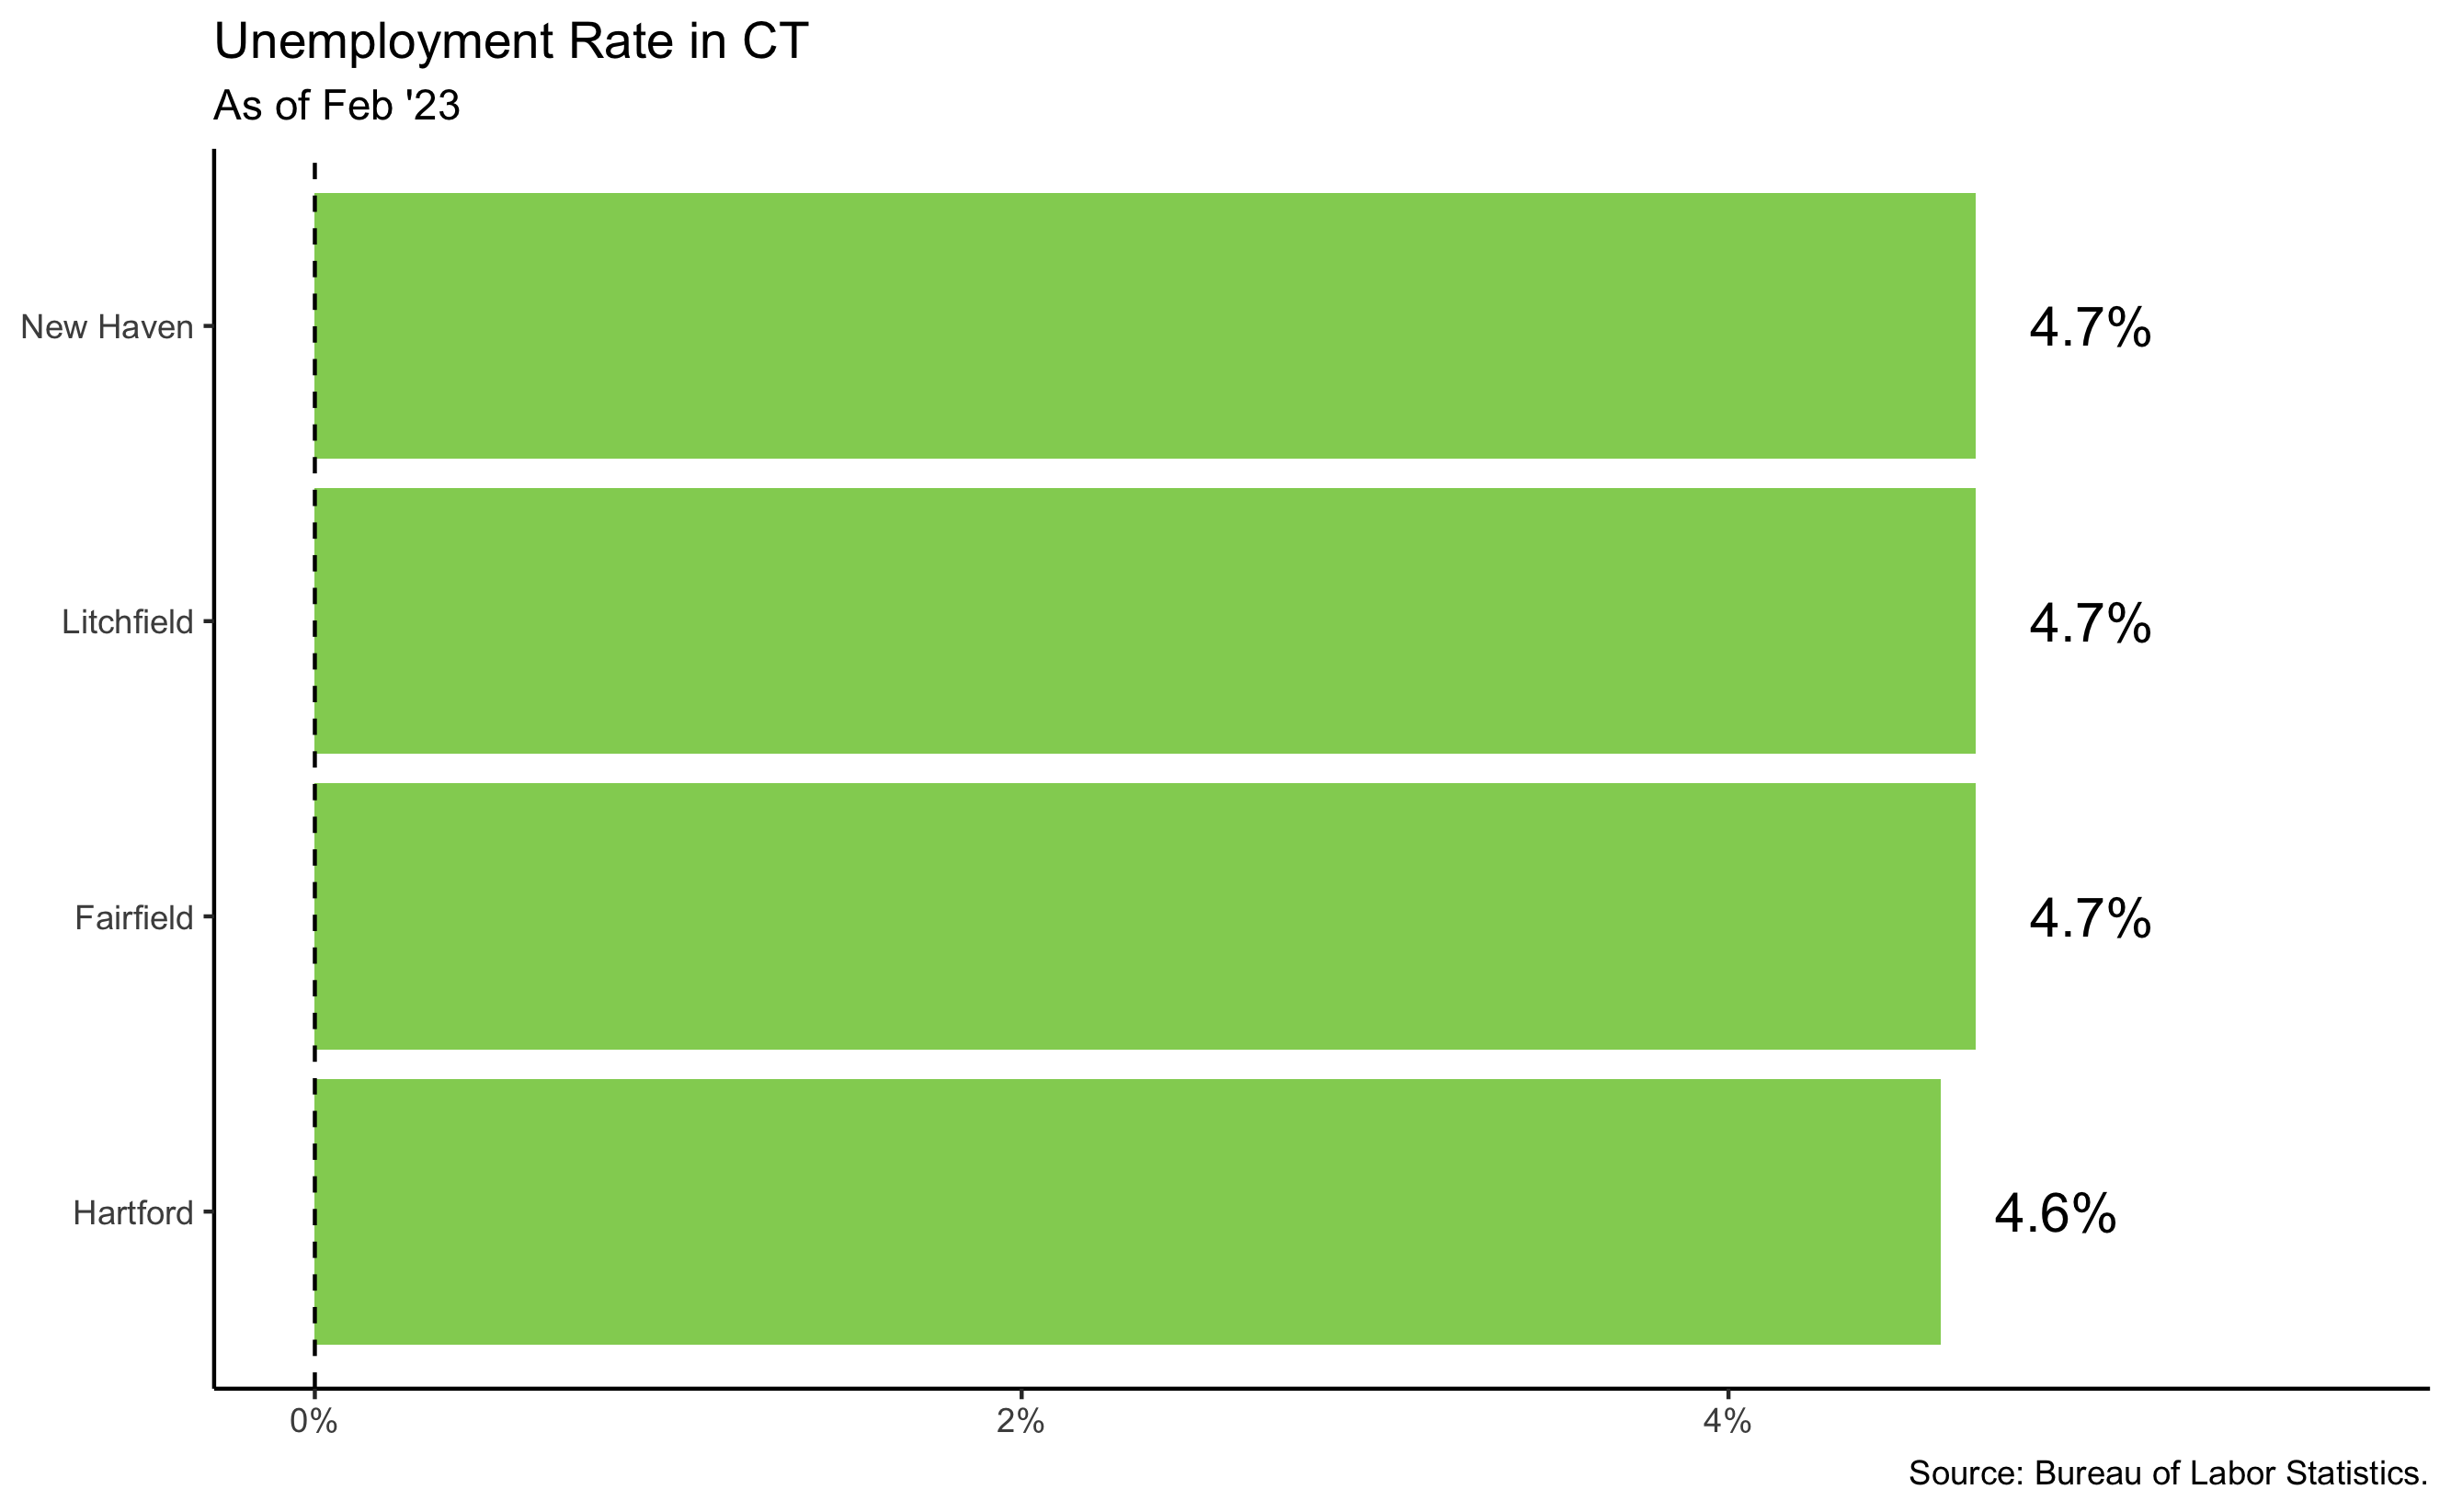 Unemployment Rate in CT
As of Feb '23
New Haven
4.7%
Litchfield
4.7%
Fairfield
4.7%
Hartford
4.6%
0%
2%
4%
Source: Bureau of Labor Statistics.